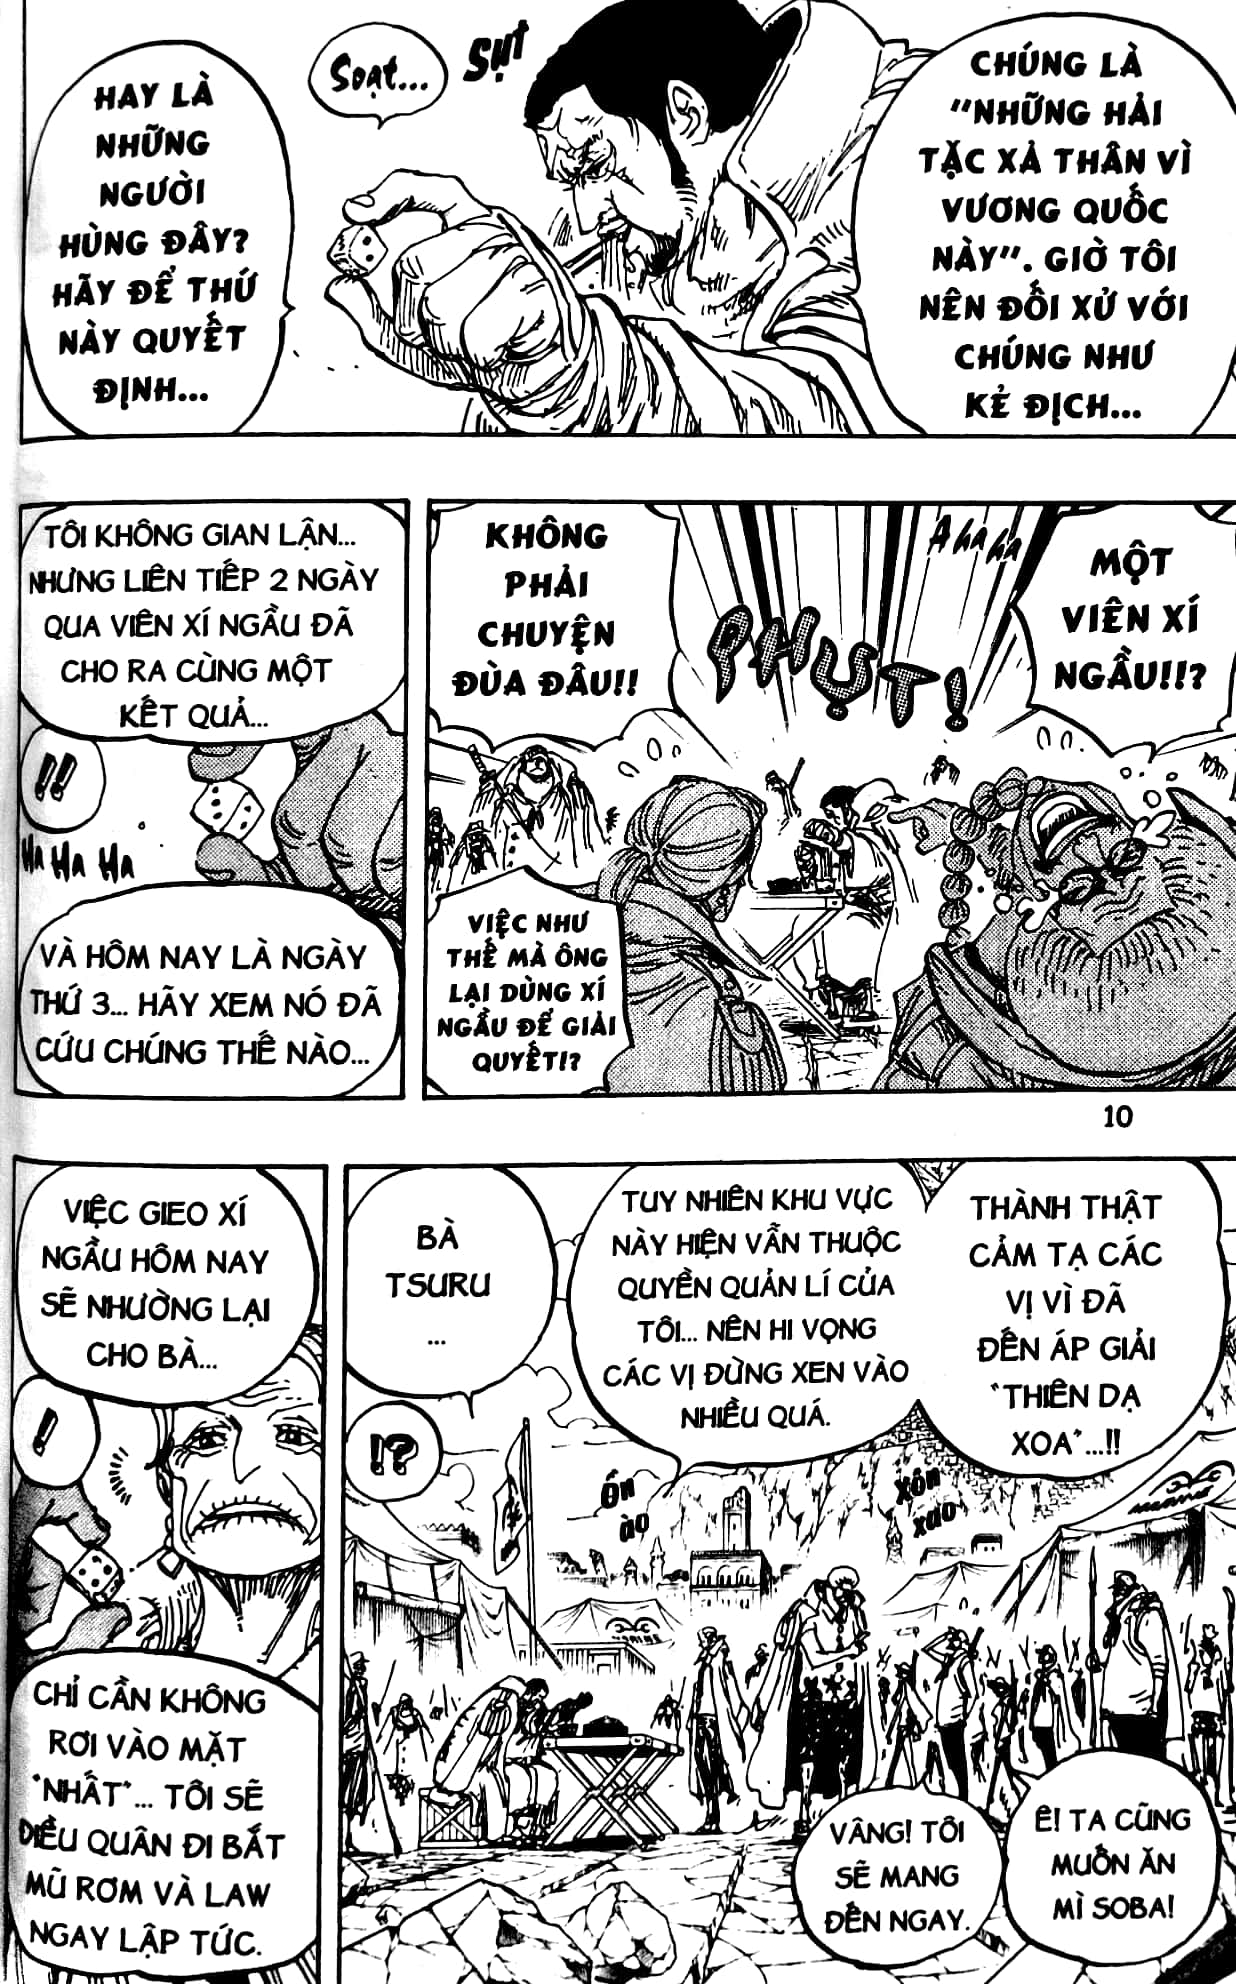 CHÚNG LÀ
"NHỮNG HẢI
TẶC XẢ THÂN VÌ
VƯƠNG QUỐC
NÀY". GIỜ TÔI
NÊN ĐỐI XỬ VỚI
CHÚNG NHƯ
KẺ ĐỊCH...
SỤT
SOẠT...
HAY LÀ
NHỮNG
NGƯỜI
HÙNG ĐÂY?
HÃY ĐỂ THỨ
NÀY QUYẾT
ĐỊNH...
MỘT
VIÊN XÍ
NGẦU!!?
A ha ha
PHỤT!
KHÔNG
PHẢI
CHUYỆN
ĐÙA ĐÂU!!
VIỆC NHƯ
THẾ MÀ ÔNG
LẠI DÙNG XÍ
NGẦU ĐỂ GIẢI
QUYẾT!?
TÔI KHÔNG GIAN LẬN...
NHƯNG LIÊN TIẾP 2 NGÀY
QUA VIÊN XÍ NGẦU ĐÃ
CHO RA CÙNG MỘT
KẾT QUẢ...
!!
HA HA HA
VÀ HÔM NAY LÀ NGÀY
THỨ 3... HÃY XEM NÓ ĐÃ
CỨU CHÚNG THẾ NÀO...
10
THÀNH THẬT
CẢM TẠ CÁC
VỊ VÌ ĐÃ
ĐẾN ÁP GIẢI
"THIÊN DẠ
XOA"...!!
TUY NHIÊN KHU VỰC
NÀY HIỆN VẪN THUỘC
QUYỀN QUẢN LÍ CỦA
TÔI... NÊN HI VỌNG
CÁC VỊ ĐỪNG XEN VÀO
NHIỀU QUÁ.
XÔN
XAO
ỒN
ÀO
BÀ
TSURU
...
!?
MARINE
Ê! TA CŨNG
MUỐN ĂN
MÌ SOBA!
VÂNG! TÔI
SẼ MANG
ĐẾN NGAY.
VIỆC GIEO XÍ
NGẦU HÔM NAY
SẼ NHƯỜNG LẠI
CHO BÀ...
!
CHỈ CẦN KHÔNG
RƠI VÀO MẶT
"NHẤT"... TÔI SẼ
ĐIỀU QUÂN ĐI BẮT
MŨ RƠM VÀ LAW
NGAY LẬP TỨC.